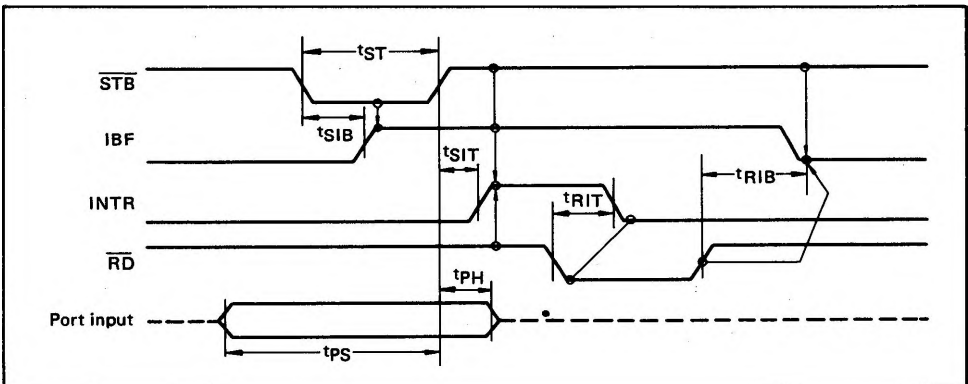 tST
STB
tSIB
IBF
tSIT
tRIB
INTR
tRIT
RD
tPH
Port input
tPS